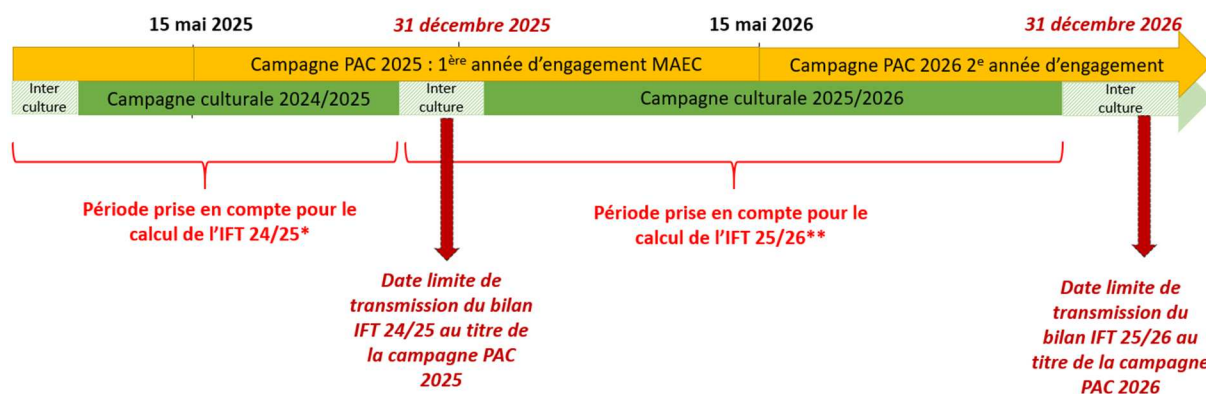 15 mai 2025
31 décembre 2025
15 mai 2026
31 décembre 2026
Campagne PAC 2025 : 1ère année d'engagement MAEC
Campagne PAC 2026 2e année d'engagement
Inter
culture
Campagne culturale 2024/2025
Inter
culture
Campagne culturale 2025/2026
Inter
culture
Période prise en compte pour le
calcul de l'IFT 24/25*
Période prise en compte pour le
calcul de l'IFT 25/26**
Date limite de
transmission du bilan
IFT 24/25 au titre de
la campagne PAC
2025
Date limite de
transmission du
bilan IFT 25/26 au
titre de la campagne
PAC 2026